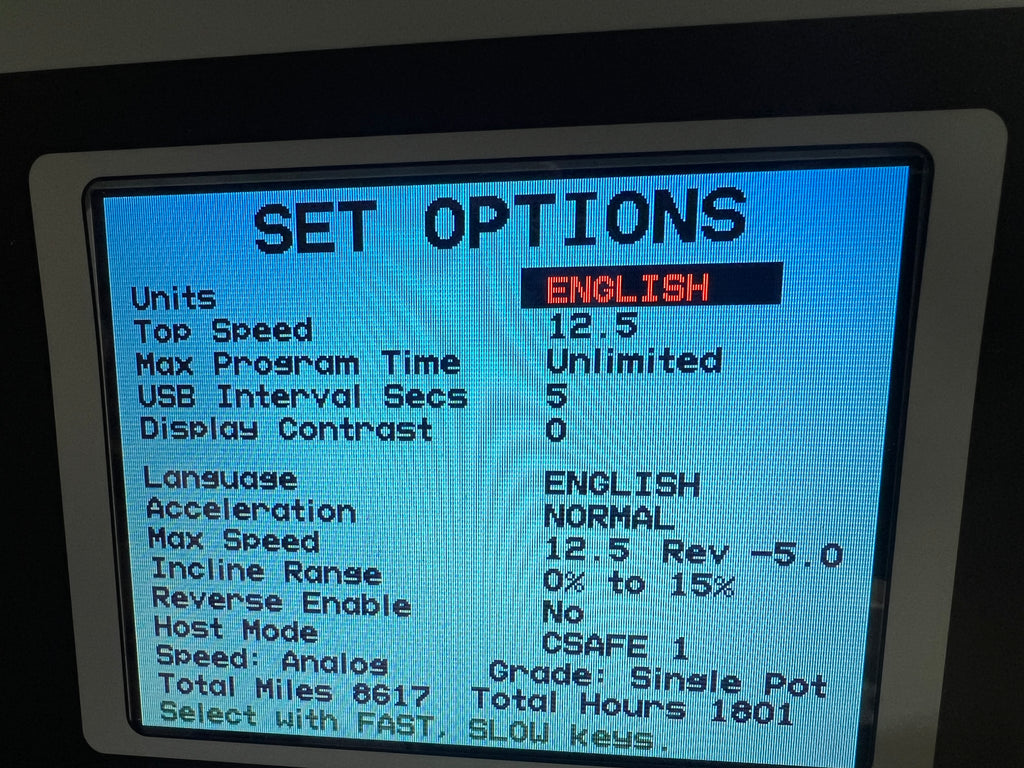 SET OPTIONS
Units ENGLISH
Top Speed 12.5
Max Program Time Unlimited
USB Interval Secs 5
Display Contrast 0
Language ENGLISH
Acceleration NORMAL
Max Speed 12.5 Rev -5.0
Incline Range 0% to 15%
Reverse Enable No
Host Mode CSAFE 1
Speed: Analog Grade: Single Pot
Total Miles 8617 Total Hours 1801
Select with FAST, SLOW keys.